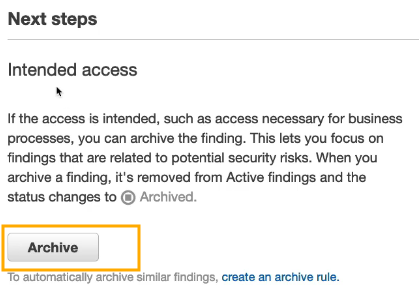 Next steps
Intended access
If the access is intended, such as access necessary for business
processes, you can archive the finding. This lets you focus on
findings that are related to potential security risks. When you
archive a finding, it's removed from Active findings and the
status changes to Archived.
Archive
To automatically archive similar findings, create an archive rule.